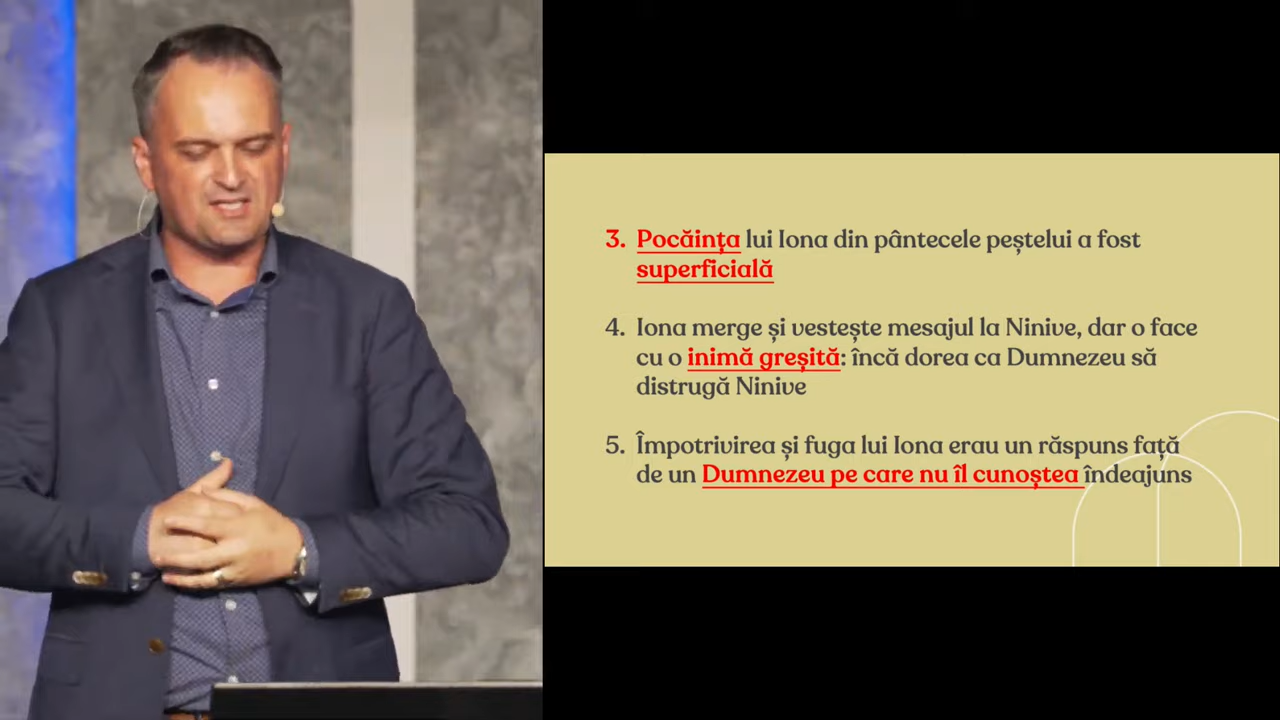 3. Pocăința lui Iona din pântecele peștelui a fost
superficială
4. Iona merge și vestește mesajul la Ninive, dar o face
cu o inimă greșită: încă dorea ca Dumnezeu să
distrugă Ninive
5. Împotrivirea și fuga lui Iona erau un răspuns față
de un Dumnezeu pe care nu îl cunoștea îndeajuns